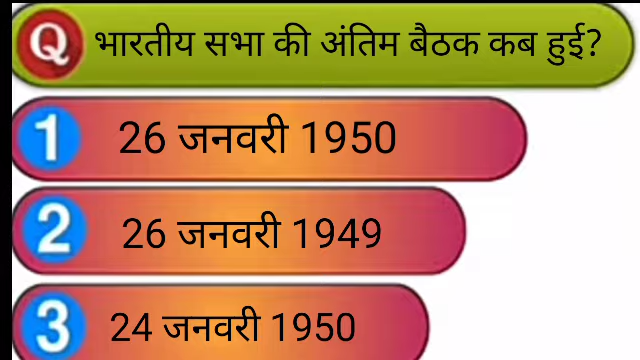 Q भारतीय सभा की अंतिम बैठक कब हुई?
1 26 जनवरी 1950
2 26 जनवरी 1949
3 24 जनवरी 1950